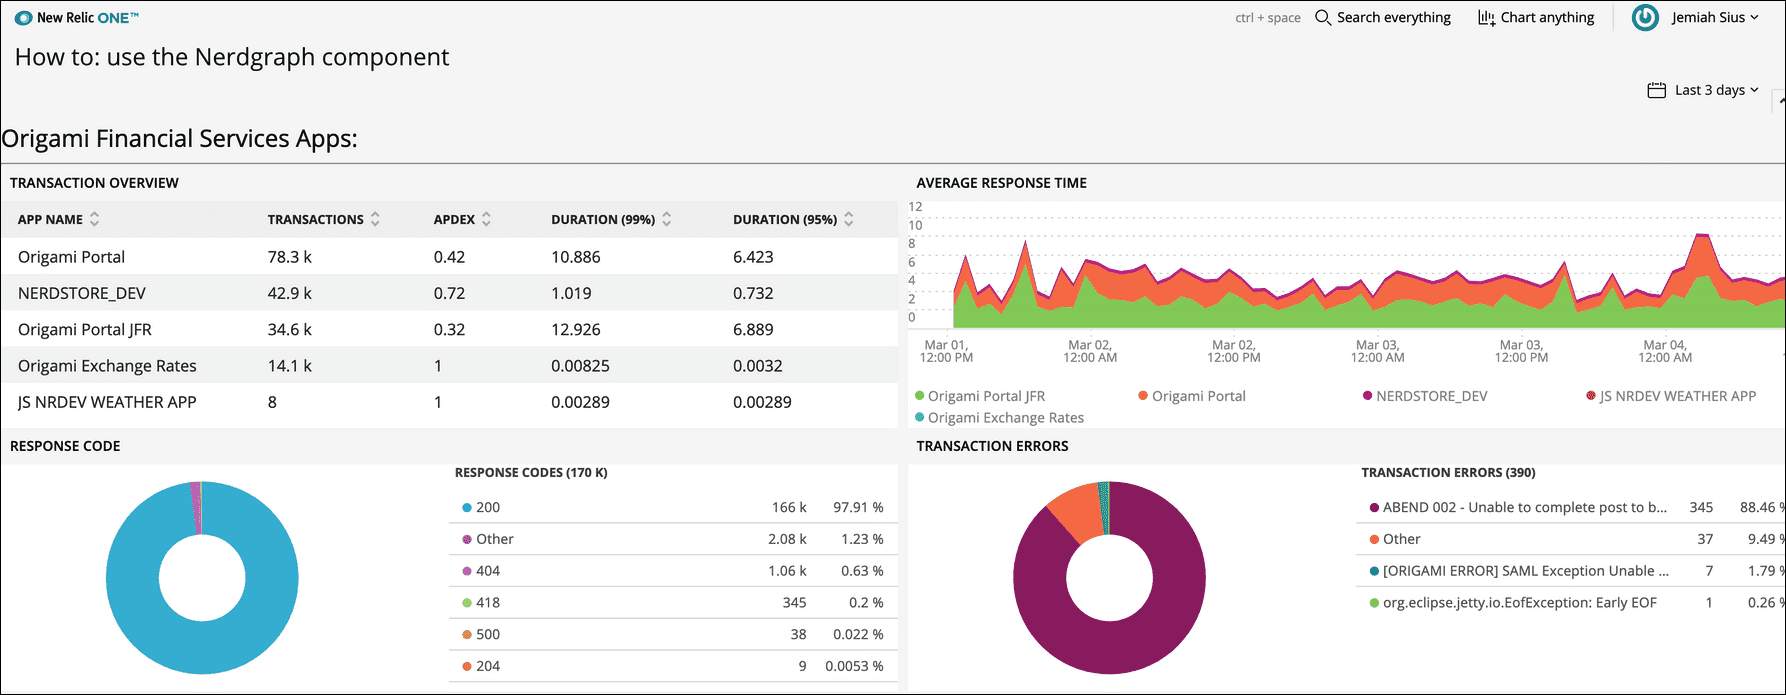 New Relic ONE™
ctrl + space Search everything Chart anything Jemiah Sius
How to: use the Nerdgraph component
Last 3 days
Origami Financial Services Apps:
TRANSACTION OVERVIEW
APP NAME TRANSACTIONS APDEX DURATION (99%) DURATION (95%)
Origami Portal 78.3 k 0.42 10.886 6.423
NERDSTORE_DEV 42.9 k 0.72 1.019 0.732
Origami Portal JFR 34.6 k 0.32 12.926 6.889
Origami Exchange Rates 14.1 k 1 0.00825 0.0032
JS NRDEV WEATHER APP 8 1 0.00289 0.00289
AVERAGE RESPONSE TIME
12
10
8
6
4
2
0
Mar 01, Mar 02, Mar 02, Mar 03, Mar 03, Mar 04,
12:00 PM 12:00 AM 12:00 PM 12:00 AM 12:00 PM 12:00 AM
Origami Portal JFR Origami Portal NERDSTORE_DEV JS NRDEV WEATHER APP
Origami Exchange Rates
RESPONSE CODE
RESPONSE CODES (170 K)
200 166 k 97.91 %
Other 2.08 k 1.23 %
404 1.06 k 0.63 %
418 345 0.2 %
500 38 0.022 %
204 9 0.0053 %
TRANSACTION ERRORS
TRANSACTION ERRORS (390)
ABEND 002 - Unable to complete post to b... 345 88.46 %
Other 37 9.49 %
[ORIGAMI ERROR] SAML Exception Unable ... 7 1.79 %
org.eclipse.jetty.io.EofException: Early EOF 1 0.26 %